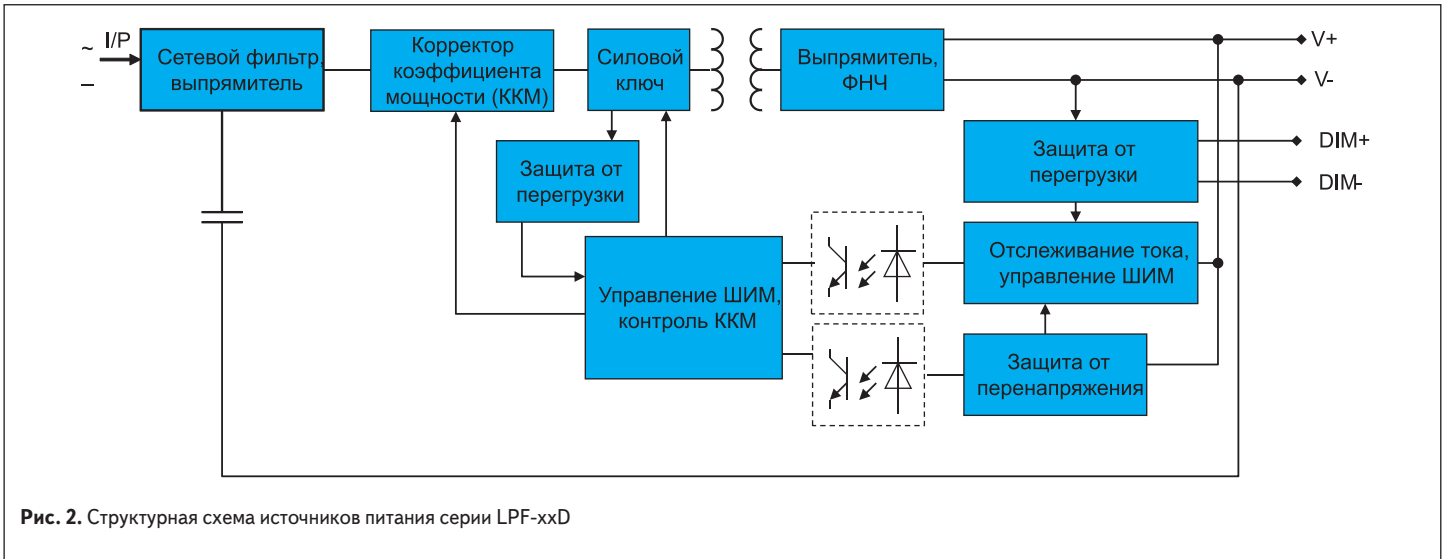 ~ I/P
–
Сетевой фильтр,
выпрямитель
Корректор
коэффициента
мощности (ККМ)
Силовой
ключ
Выпрямитель,
ФНЧ
V+
V-
Защита от
перегрузки
Защита от
перегрузки
DIM+
DIM-
Управление ШИМ,
контроль ККМ
Отслеживание тока,
управление ШИМ
Защита от
перенапряжения
Рис. 2. Структурная схема источников питания серии LPF-xxD